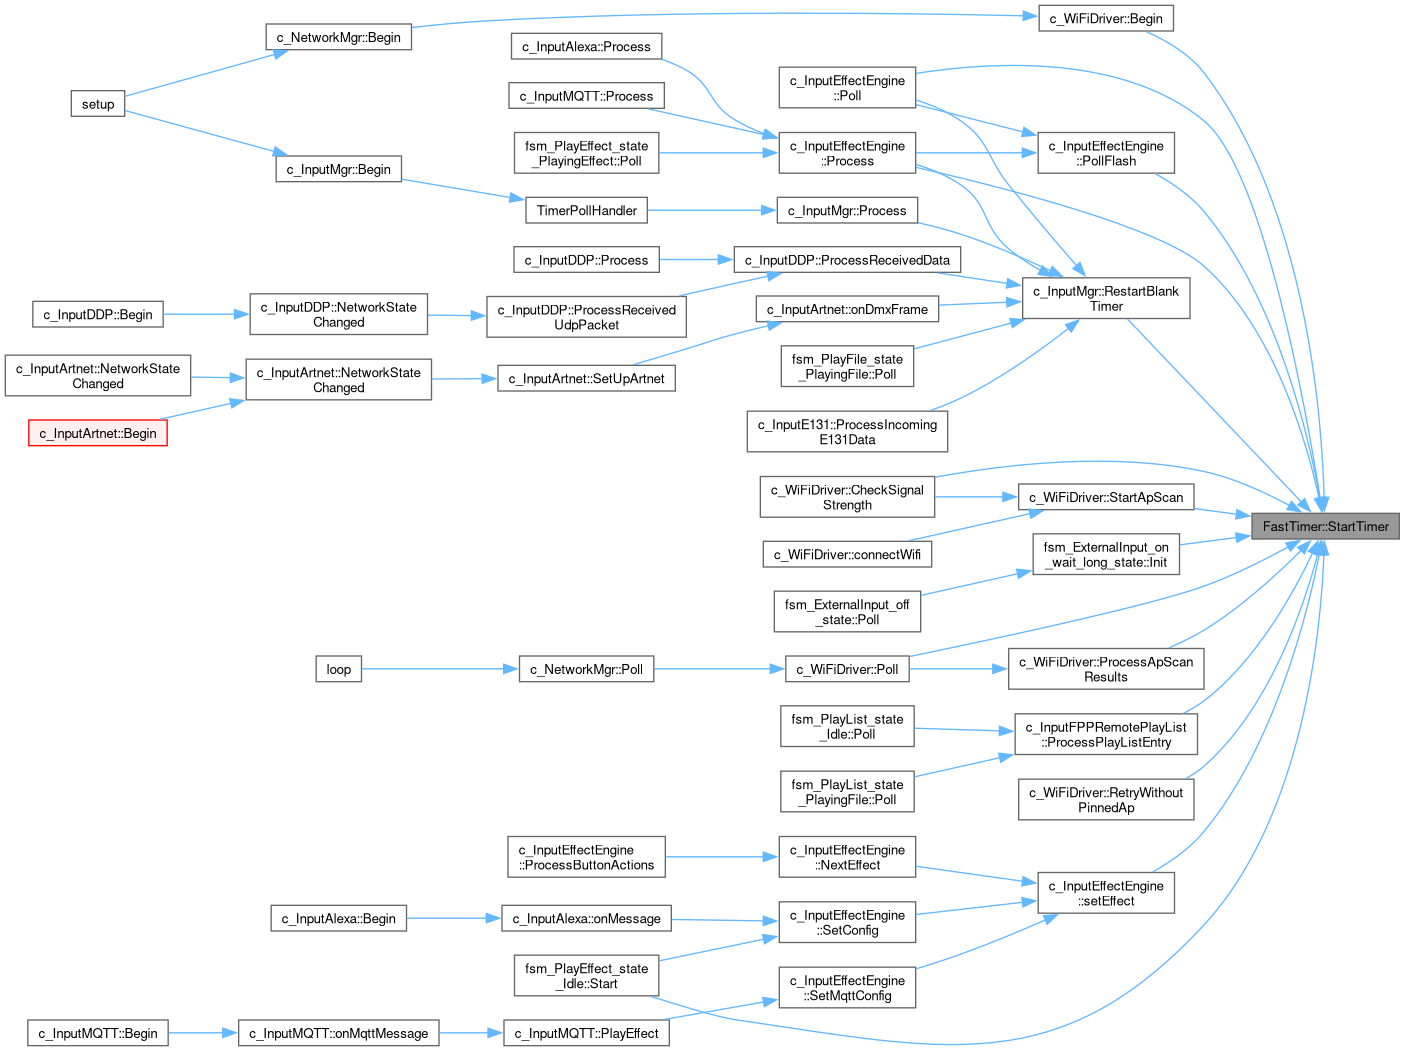 c_WiFiDriver::Begin
c_NetworkMgr::Begin
c_InputAlexa::Process
c_InputEffectEngine
::Poll
setup
c_InputMQTT::Process
fsm_PlayEffect_state
_PlayingEffect::Poll
c_InputEffectEngine
::Process
c_InputEffectEngine
::PollFlash
c_InputMgr::Begin
TimerPollHandler
c_InputMgr::Process
c_InputDDP::Process
c_InputDDP::ProcessReceivedData
c_InputMgr::RestartBlank
Timer
c_InputDDP::Begin
c_InputDDP::NetworkState
Changed
c_InputDDP::ProcessReceived
UdpPacket
c_InputArtnet::onDmxFrame
fsm_PlayFile_state
_PlayingFile::Poll
c_InputArtnet::NetworkState
Changed
c_InputArtnet::NetworkState
Changed
c_InputArtnet::SetUpArtnet
c_InputArtnet::Begin
c_InputE131::ProcessIncoming
E131Data
c_WiFiDriver::CheckSignal
Strength
c_WiFiDriver::StartApScan
FastTimer::StartTimer
c_WiFiDriver::connectWifi
fsm_ExternalInput_on
_wait_long_state::Init
fsm_ExternalInput_off
_state::Poll
loop
c_NetworkMgr::Poll
c_WiFiDriver::Poll
c_WiFiDriver::ProcessApScan
Results
fsm_PlayList_state
_Idle::Poll
c_InputFPPRemotePlayList
::ProcessPlayListEntry
fsm_PlayList_state
_PlayingFile::Poll
c_WiFiDriver::RetryWithout
PinnedAp
c_InputEffectEngine
::ProcessButtonActions
c_InputEffectEngine
::NextEffect
c_InputEffectEngine
::setEffect
c_InputAlexa::Begin
c_InputAlexa::onMessage
c_InputEffectEngine
::SetConfig
fsm_PlayEffect_state
_Idle::Start
c_InputEffectEngine
::SetMqttConfig
c_InputMQTT::Begin
c_InputMQTT::onMqttMessage
c_InputMQTT::PlayEffect